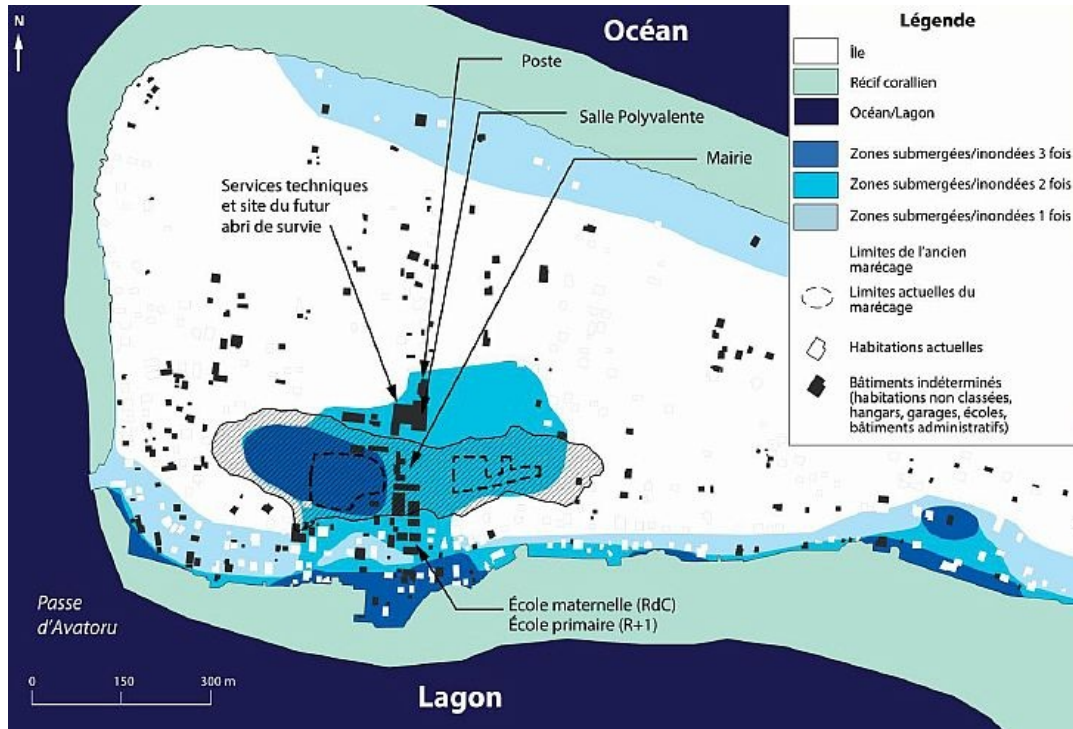 N
Océan
Poste
Salle Polyvalente
Mairie
Services techniques
et site du futur
abri de survie
École maternelle (RdC)
École primaire (R+1)
Passe
d'Avatoru
0 150 300 m
Lagon
Légende
Île
Récif corallien
Océan/Lagon
Zones submergées/inondées 3 fois
Zones submergées/inondées 2 fois
Zones submergées/inondées 1 fois
Limites de l'ancien
marécage
Limites actuelles du
marécage
Habitations actuelles
Bâtiments indéterminés
(habitations non classées,
hangars, garages, écoles,
bâtiments administratifs)